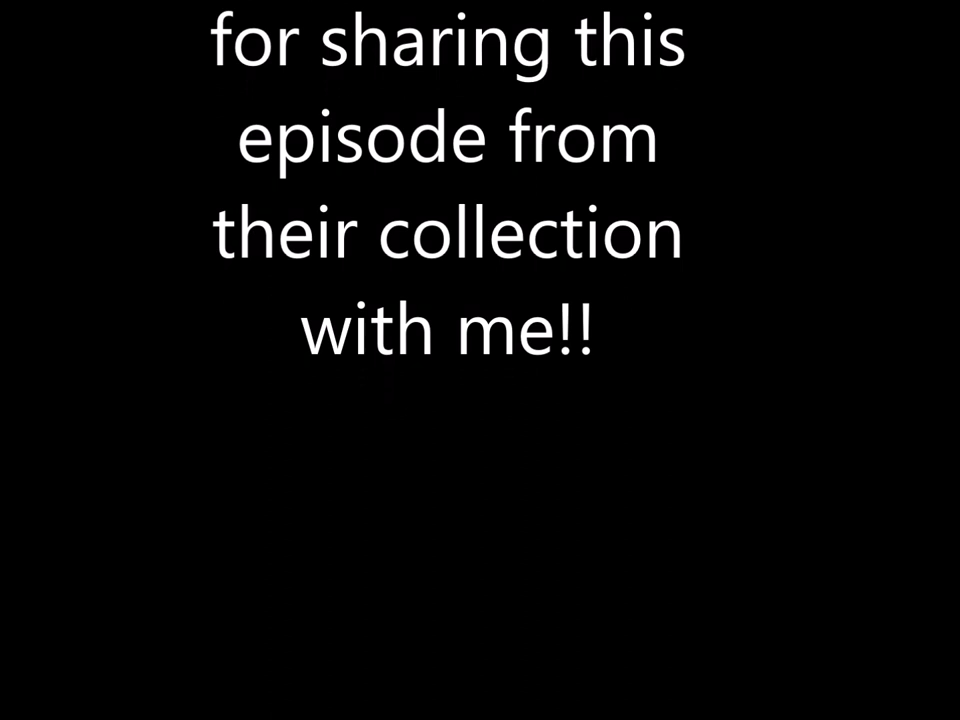 for sharing this
episode from
their collection
with me!!